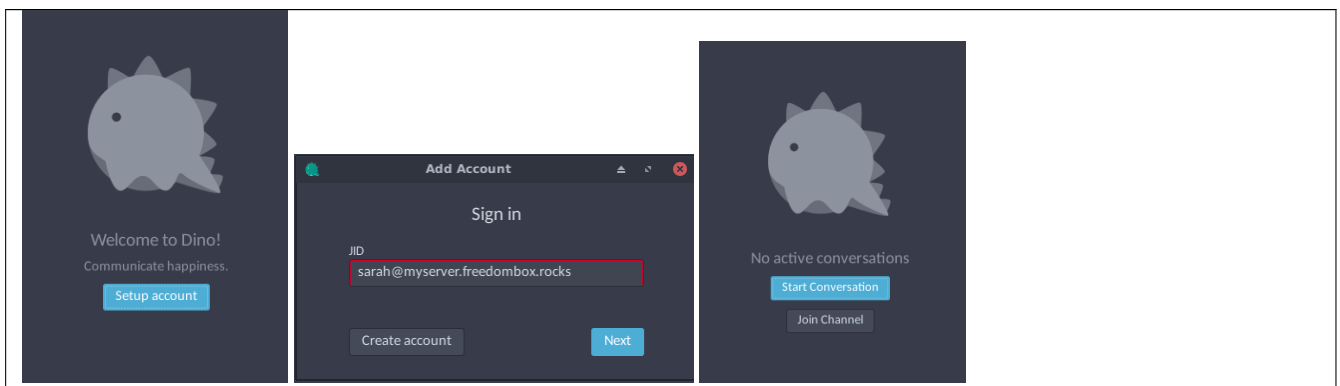 Welcome to Dino!
Communicate happiness.
Setup account
Add Account
Sign in
JID
sarah@myserver.freedombox.rocks
Create account
Next
No active conversations
Start Conversation
Join Channel